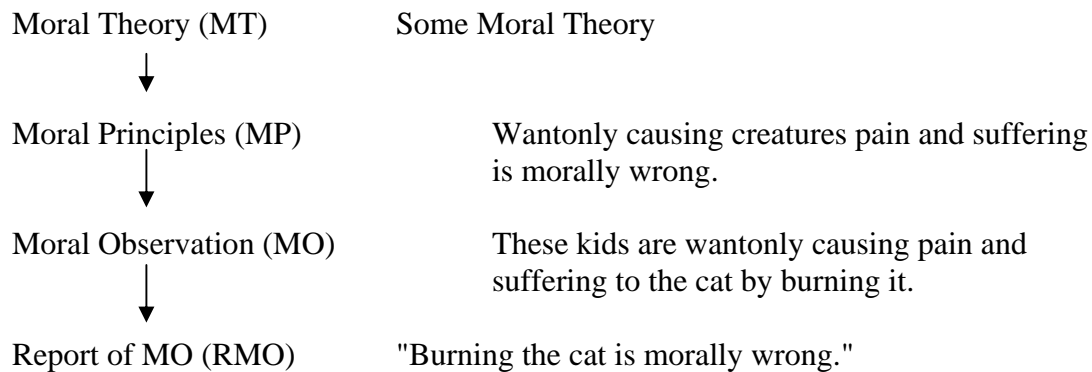 Moral Theory (MT) Some Moral Theory
Moral Principles (MP) Wantonly causing creatures pain and suffering
is morally wrong.
Moral Observation (MO) These kids are wantonly causing pain and
suffering to the cat by burning it.
Report of MO (RMO) "Burning the cat is morally wrong."